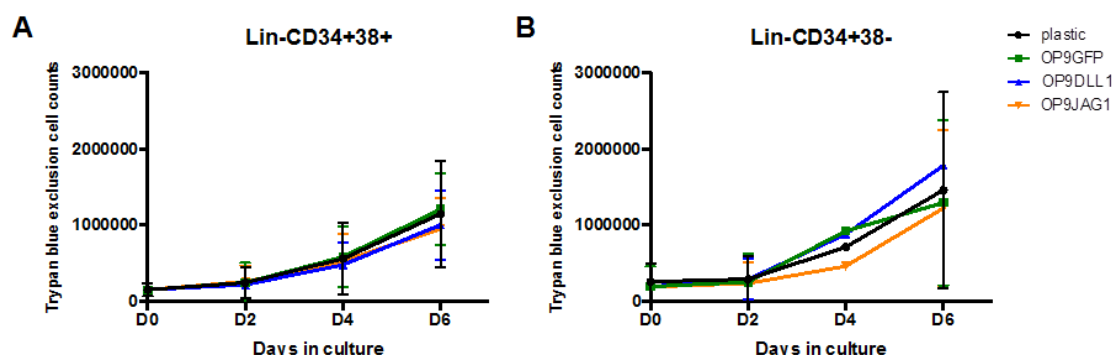 A
Lin-CD34+38+
Trypan blue exclusion cell counts
3000000
2000000
1000000
0
D0 D2 D4 D6
Days in culture
B
Lin-CD34+38-
Trypan blue exclusion cell counts
3000000
2000000
1000000
0
D0 D2 D4 D6
Days in culture
plastic
OP9GFP
OP9DLL1
OP9JAG1